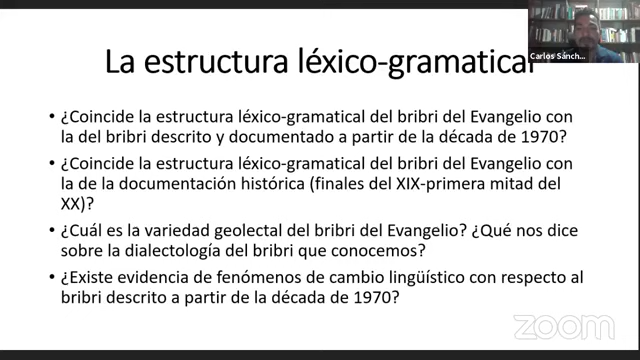 Carlos Sánch...
La estructura léxico-gramatical
• ¿Coincide la estructura léxico-gramatical del bribri del Evangelio con
la del bribri descrito y documentado a partir de la década de 1970?
• ¿Coincide la estructura léxico-gramatical del bribri del Evangelio con
la de la documentación histórica (finales del XIX-primera mitad del
XX)?
• ¿Cuál es la variedad geolectal del bribri del Evangelio? ¿Qué nos dice
sobre la dialectología del bribri que conocemos?
• ¿Existe evidencia de fenómenos de cambio lingüístico con respecto al
bribri descrito a partir de la década de 1970?
zoom